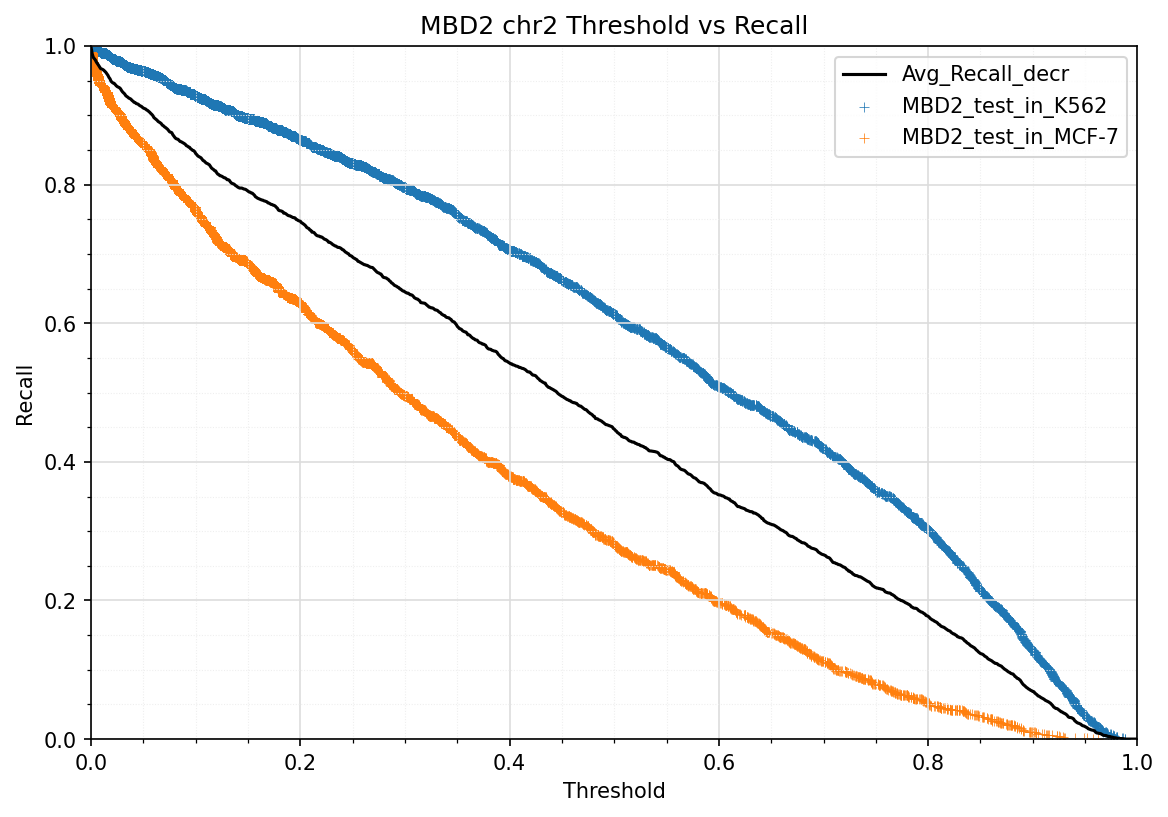 MBD2 chr2 Threshold vs Recall
Avg_Recall_decr
MBD2_test_in_K562
MBD2_test_in_MCF-7
1.0
0.8
0.6
0.4
0.2
0.0
Recall
0.0 0.2 0.4 0.6 0.8 1.0
Threshold